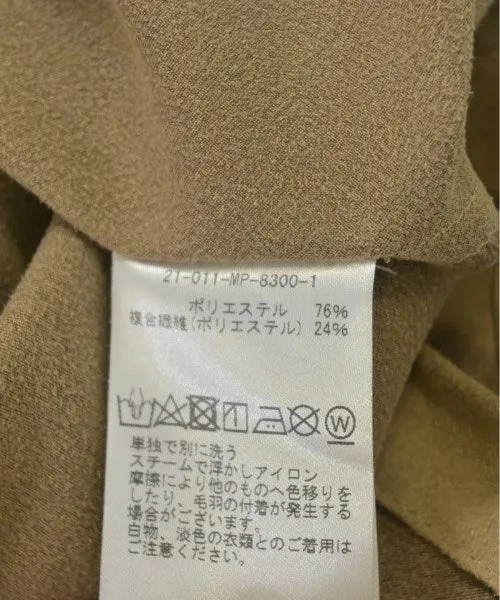 21-011-MP-8300-1
ポリエステル 76%
複合繊維(ポリエステル) 24%
W
単独で別に洗う
スチームで浮かしアイロン
摩擦により他のものへ色移りを
したり、毛羽の付着が発生する
場合がございます。
白物、淡色の衣類とのご着用は
ご注意ください。